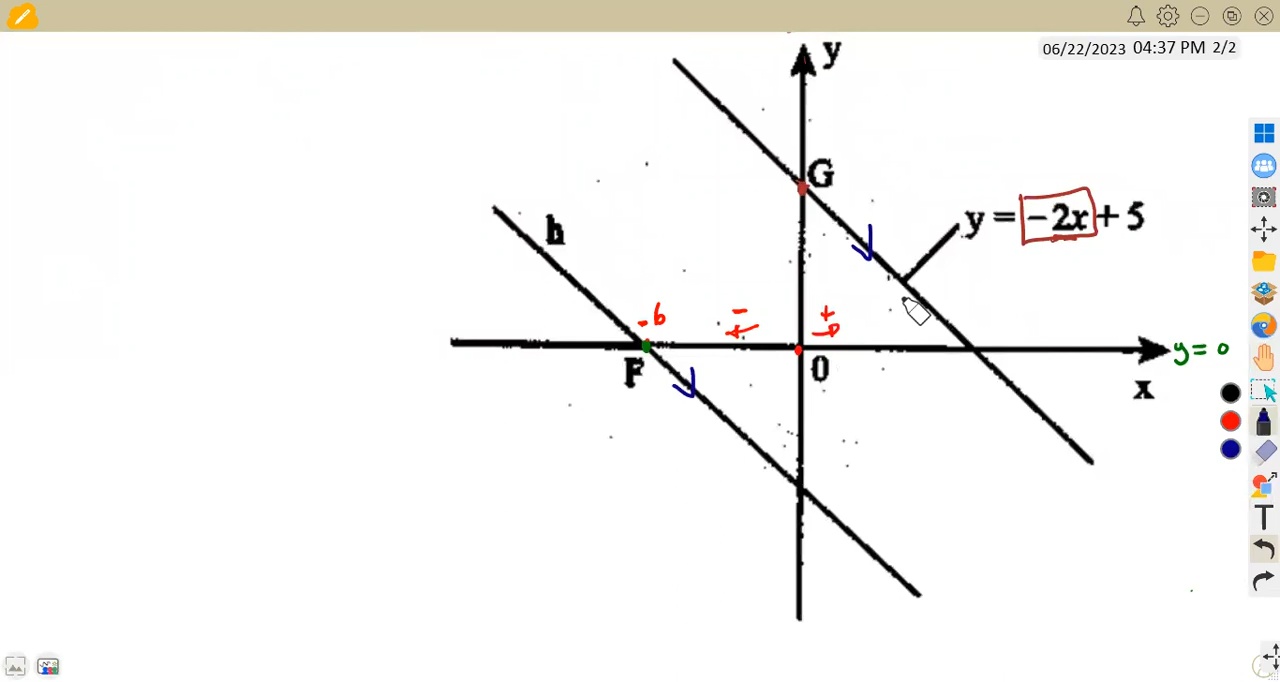 06/22/2023 04:37 PM 2/2
y
G
y = -2x + 5
h
-6
-
+
F
0
y = 0
x
T